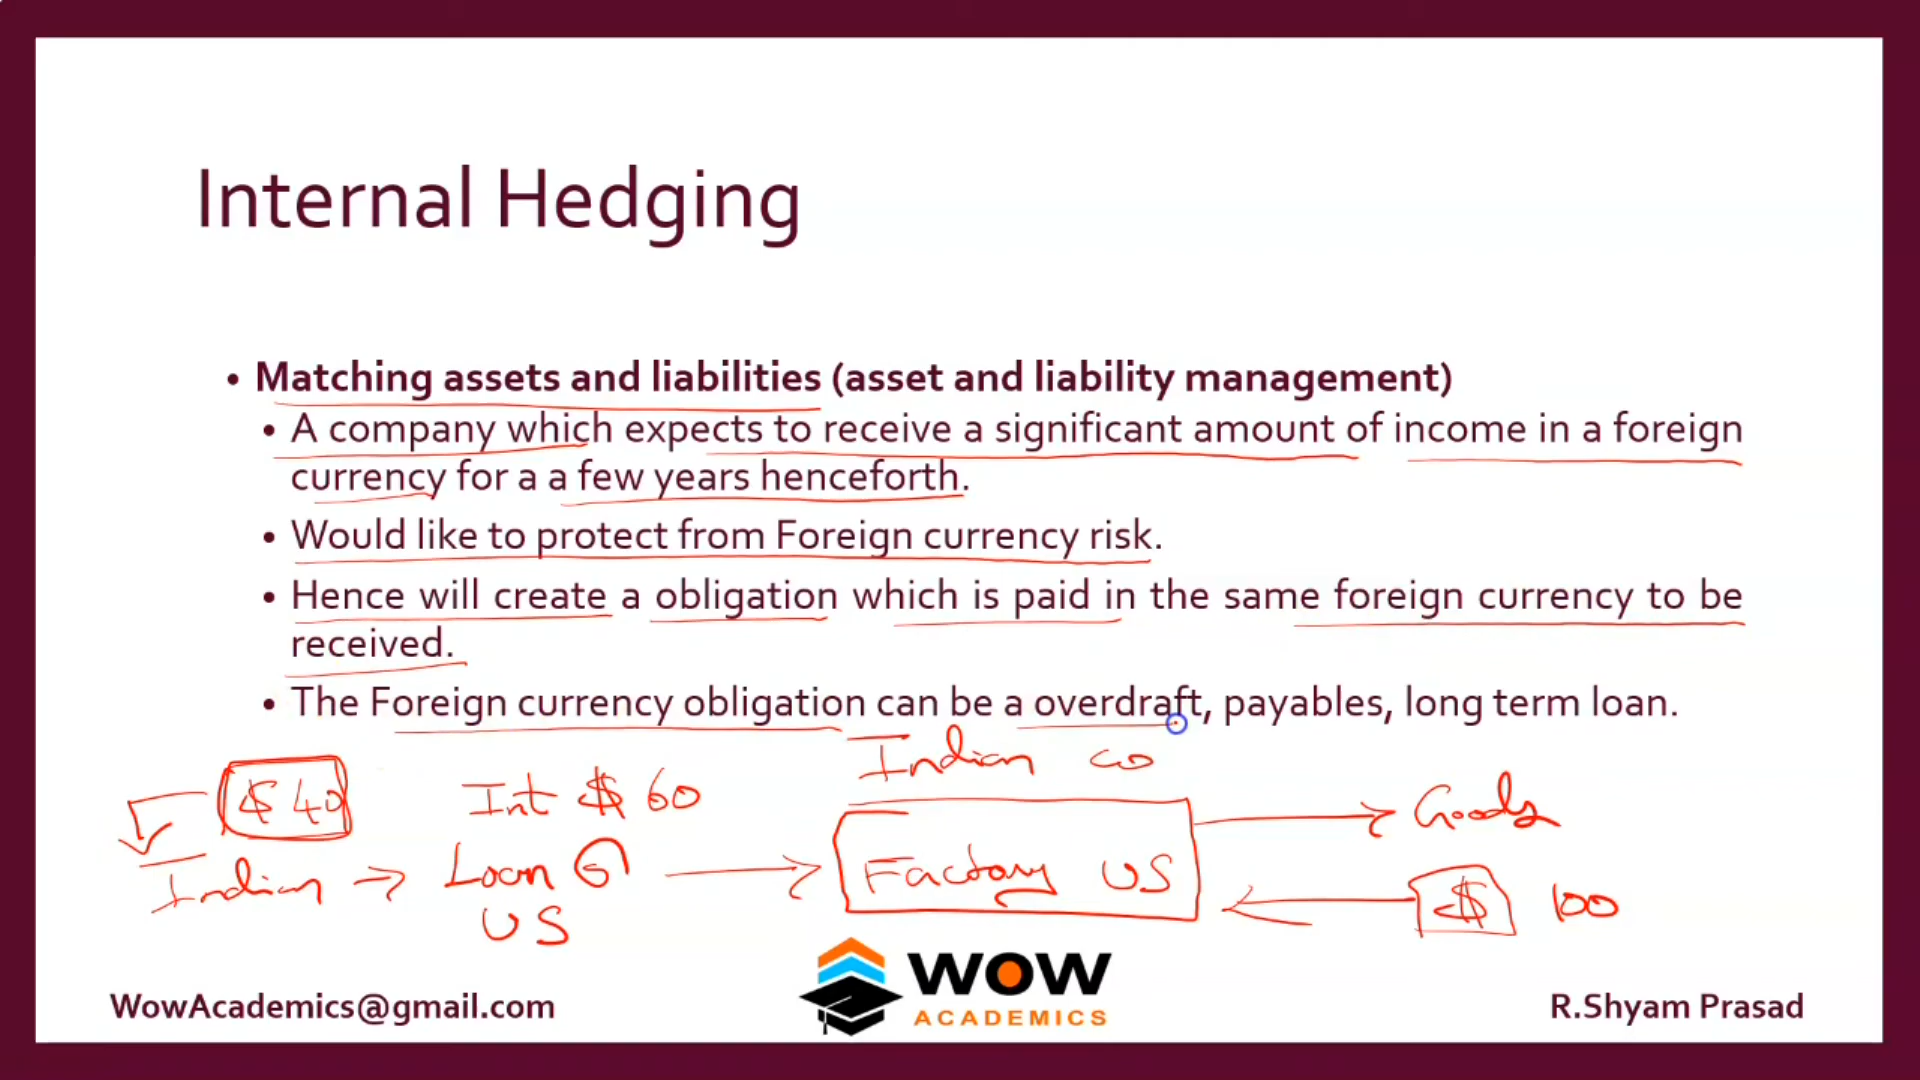 Internal Hedging
• Matching assets and liabilities (asset and liability management)
• A company which expects to receive a significant amount of income in a foreign
currency for a a few years henceforth.
• Would like to protect from Foreign currency risk.
• Hence will create a obligation which is paid in the same foreign currency to be
received.
• The Foreign currency obligation can be a overdraft, payables, long term loan.
Indian co
$ 40 Int $ 60 Goods
Indian → Loan → Factory US $ 100
US
WOW
ACADEMICS
WowAcademics@gmail.com R.Shyam Prasad